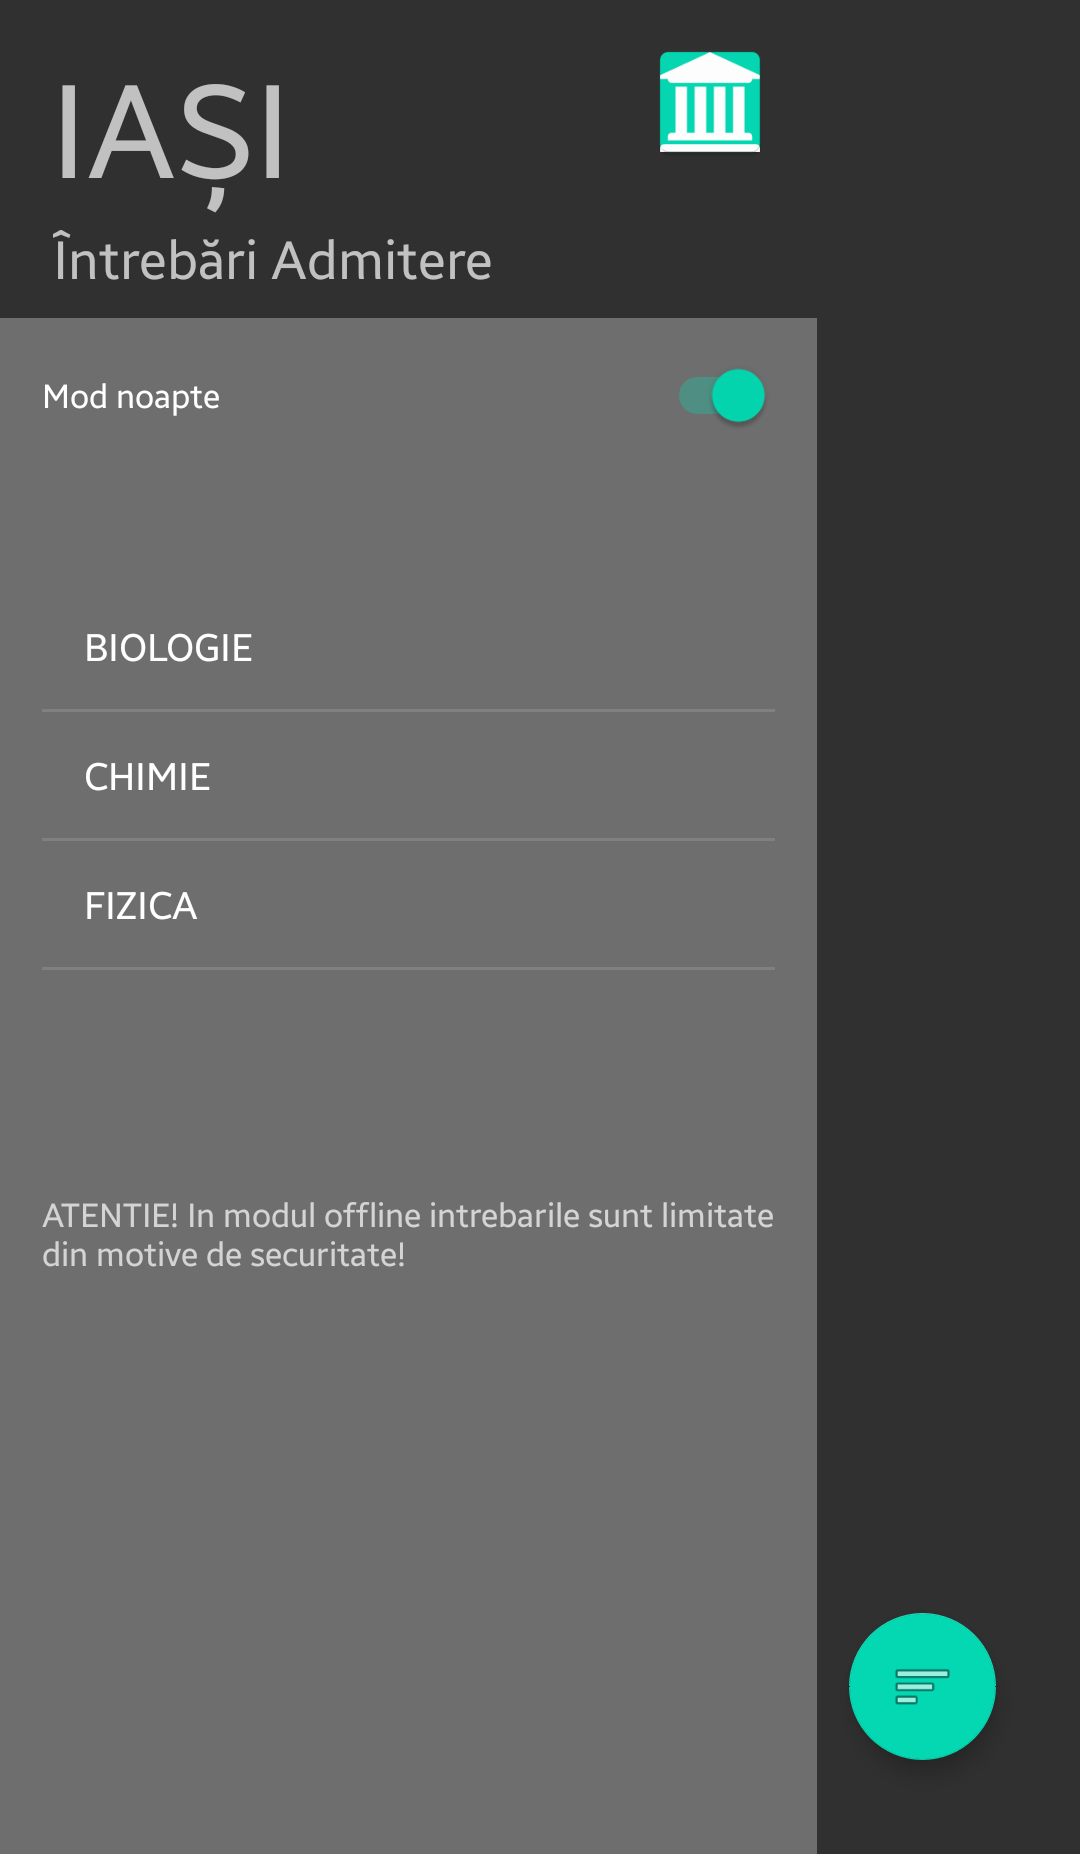 IAȘI
Întrebări Admitere
Mod noapte
BIOLOGIE
CHIMIE
FIZICA
ATENTIE! In modul offline intrebarile sunt limitate
din motive de securitate!